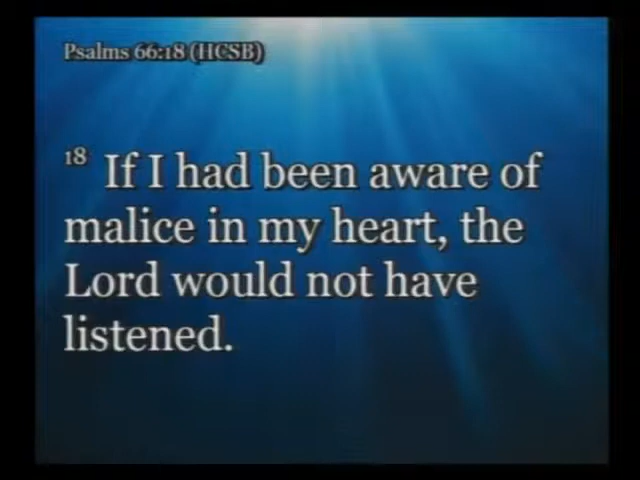 Psalms 66:18 (HCSB)
18 If I had been aware of
malice in my heart, the
Lord would not have
listened.